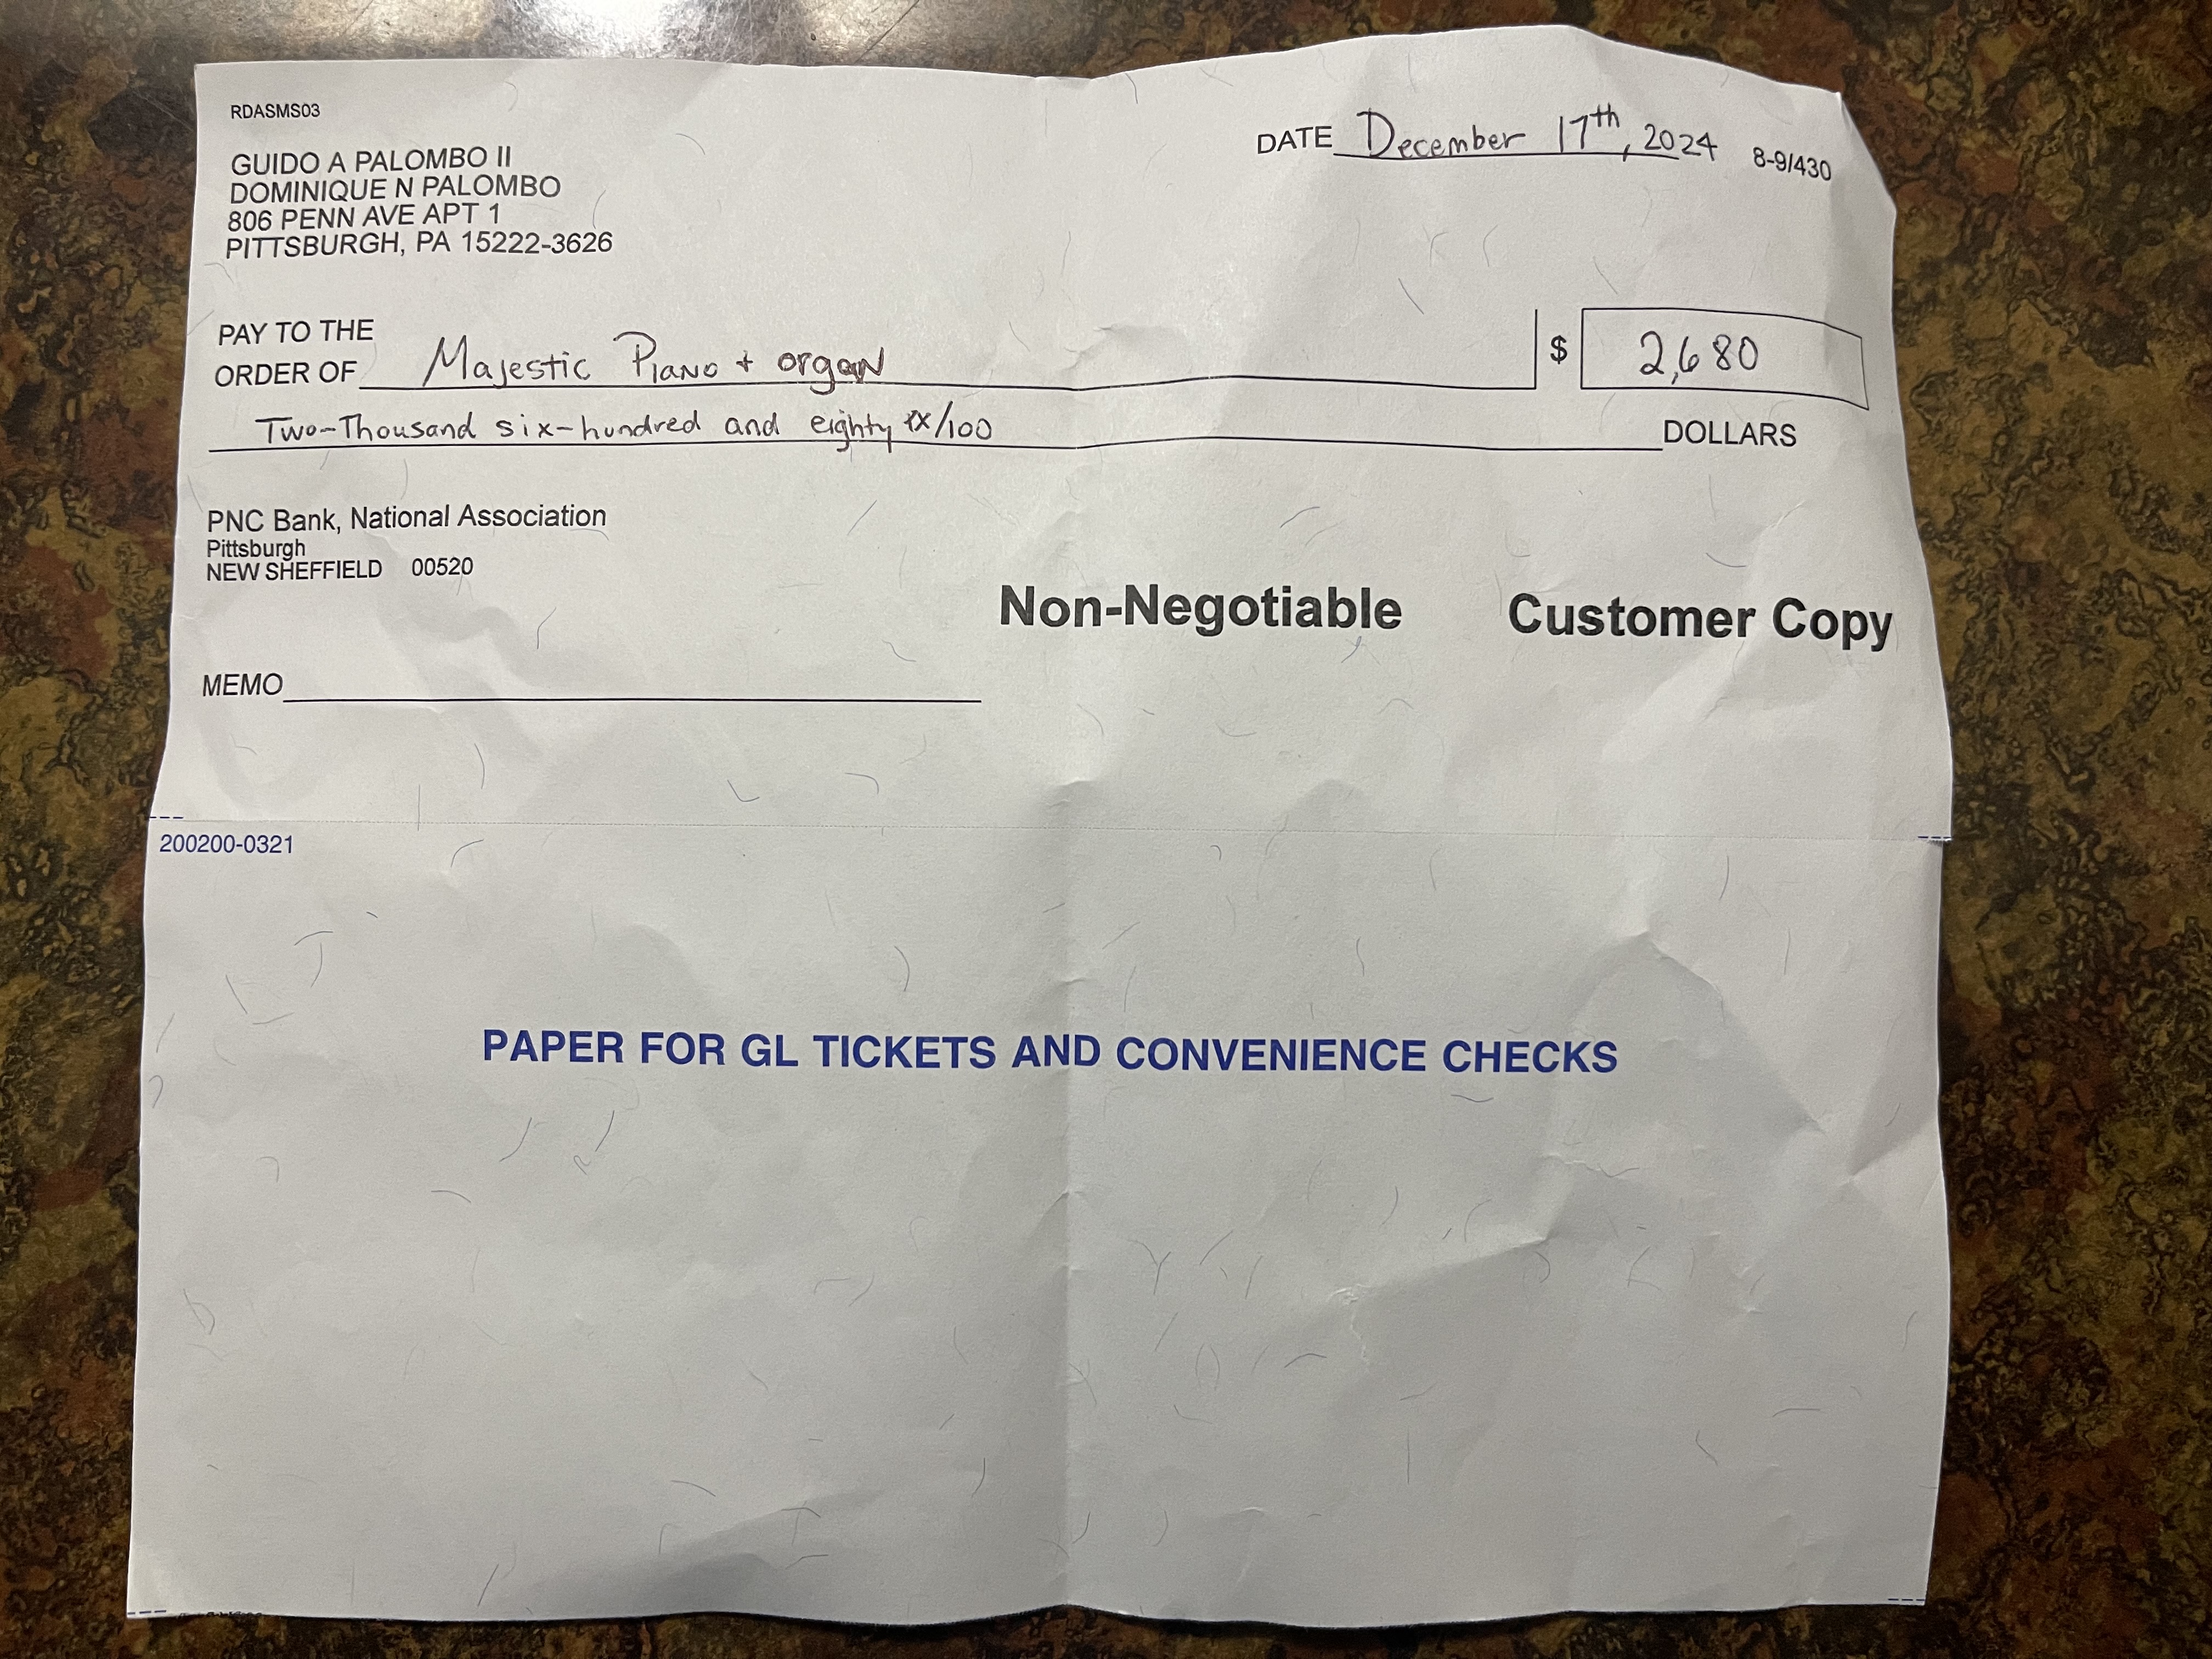 RDASMS03
GUIDO A PALOMBO II
DOMINIQUE N PALOMBO
806 PENN AVE APT 1
PITTSBURGH, PA 15222-3626
DATE December 17th, 2024 8-9/430
PAY TO THE
ORDER OF Majestic Piano + organ $ 2,680
Two-Thousand six-hundred and eighty xx/100 DOLLARS
PNC Bank, National Association
Pittsburgh
NEW SHEFFIELD 00520
Non-Negotiable Customer Copy
MEMO
200200-0321
PAPER FOR GL TICKETS AND CONVENIENCE CHECKS